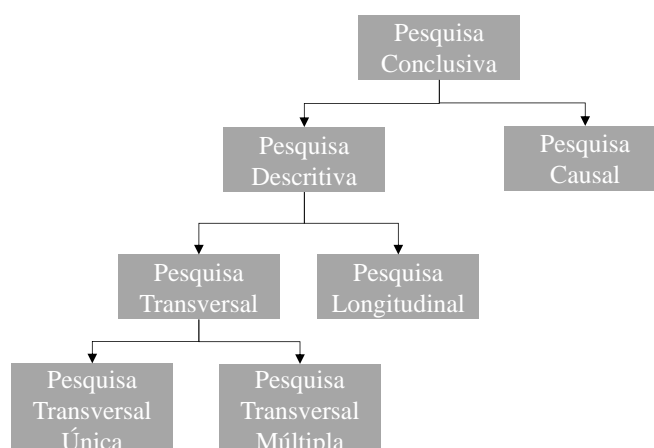 Pesquisa
Conclusiva
Pesquisa
Descritiva
Pesquisa
Causal
Pesquisa
Transversal
Pesquisa
Longitudinal
Pesquisa
Transversal
Única
Pesquisa
Transversal
Múltipla